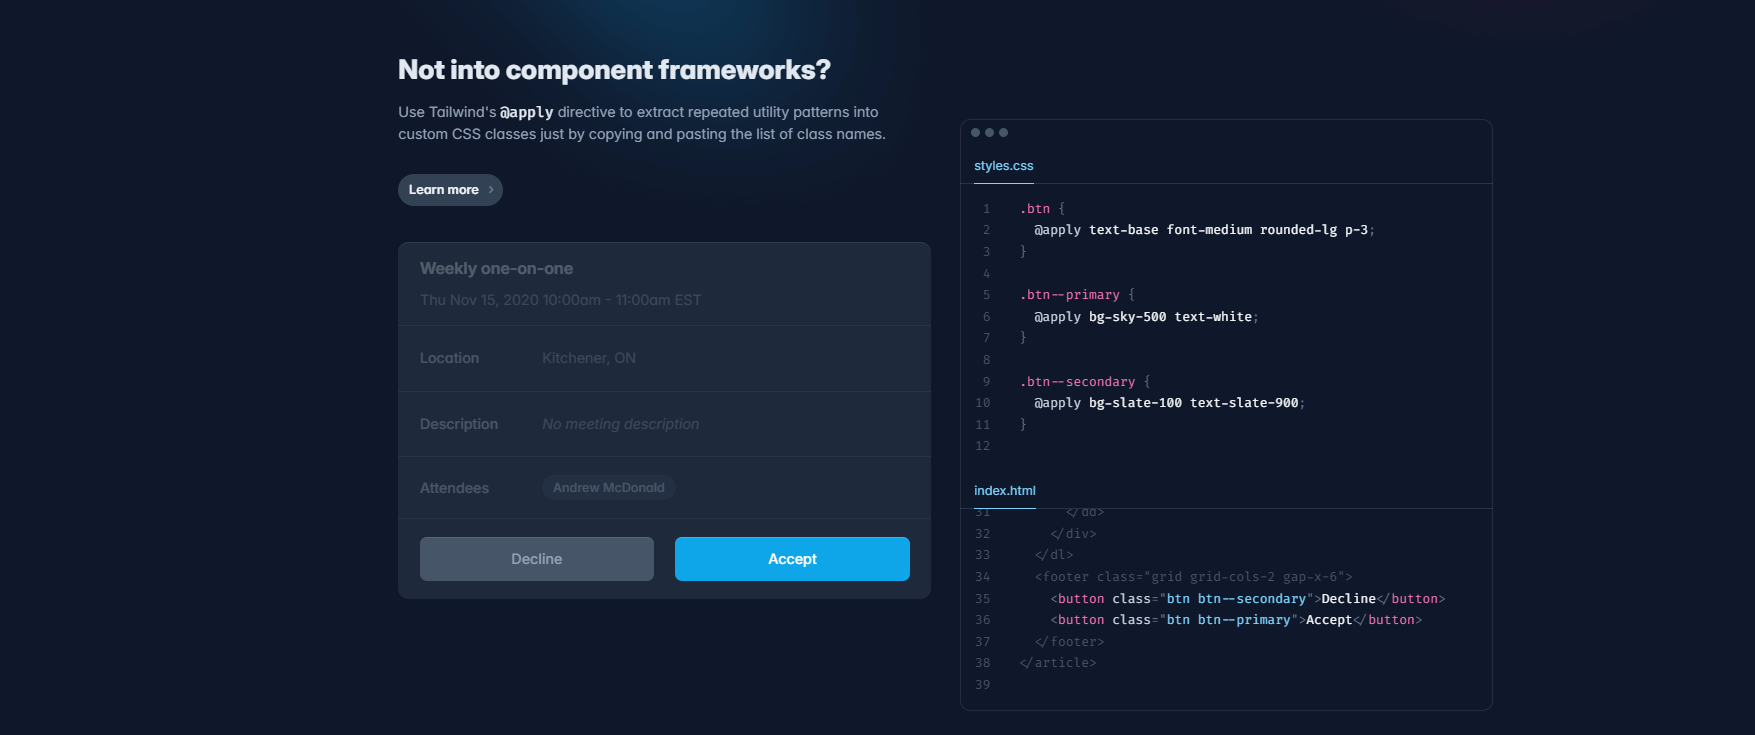 Not into component frameworks?
Use Tailwind's @apply directive to extract repeated utility patterns into
custom CSS classes just by copying and pasting the list of class names.
Learn more
Weekly one-on-one
Thu Nov 15, 2020 10:00am - 11:00am EST
Location Kitchener, ON
Description No meeting description
Attendees Andrew McDonald
Decline Accept
styles.css
1 .btn {
2 @apply text-base font-medium rounded-lg p-3;
3 }
4
5 .btn--primary {
6 @apply bg-sky-500 text-white;
7 }
8
9 .btn--secondary {
10 @apply bg-slate-100 text-slate-900;
11 }
12
index.html
31 </dd>
32 </div>
33 </dl>
34 <footer class="grid grid-cols-2 gap-x-6">
35 <button class="btn btn--secondary">Decline</button>
36 <button class="btn btn--primary">Accept</button>
37 </footer>
38 </article>
39